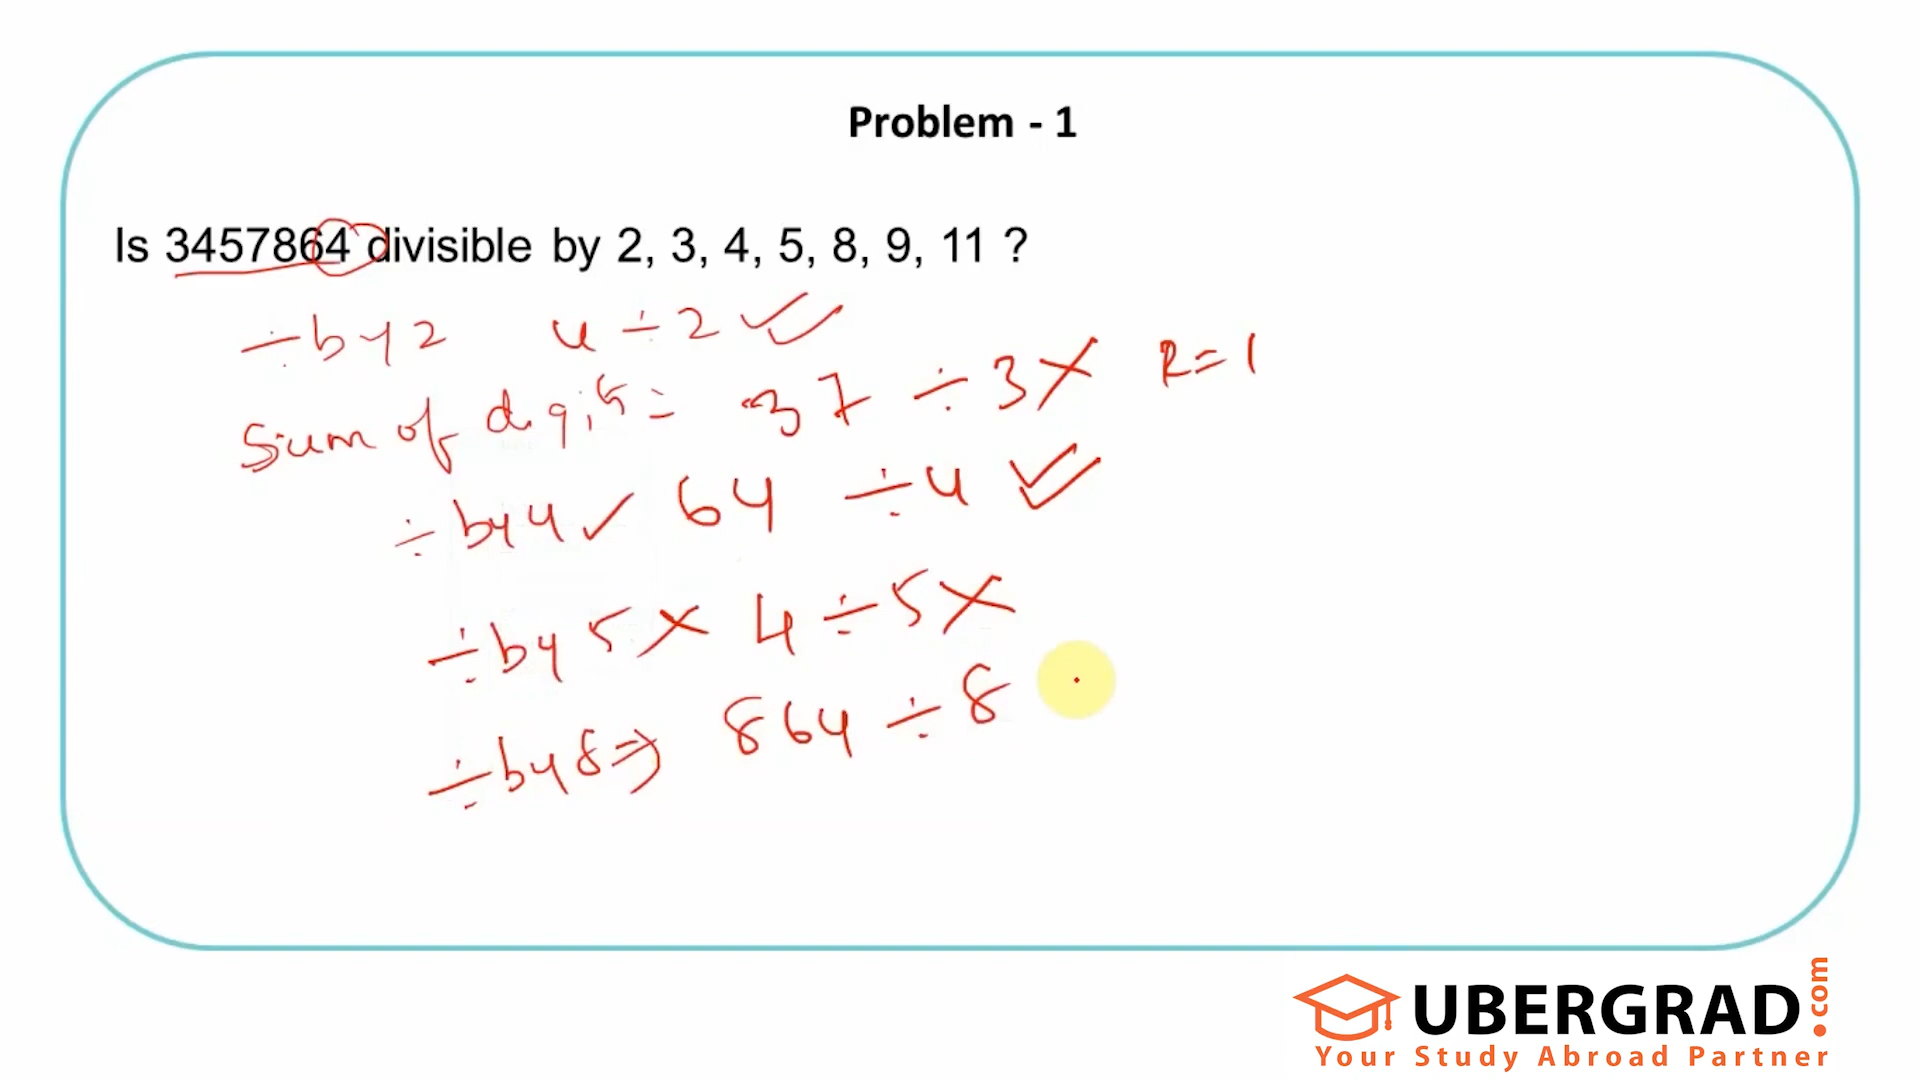 Problem - 1
Is 3457864 divisible by 2, 3, 4, 5, 8, 9, 11 ?
÷ by 2 4 ÷ 2 ✓✓
Sum of digits = 37 ÷ 3 X R = 1
÷ by 4 ✓ 64 ÷ 4 ✓✓
÷ by 5 X 4 ÷ 5 X
÷ by 8 ⇒ 864 ÷ 8
UBERGRAD.com
Your Study Abroad Partner